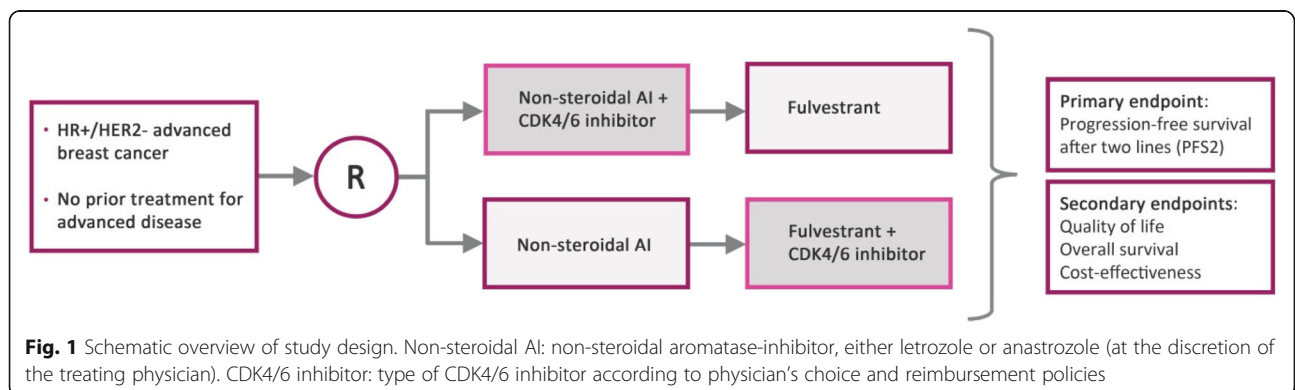 • HR+/HER2- advanced
breast cancer
• No prior treatment for
advanced disease
R
Non-steroidal AI +
CDK4/6 inhibitor
Fulvestrant
Non-steroidal AI
Fulvestrant +
CDK4/6 inhibitor
Primary endpoint:
Progression-free survival
after two lines (PFS2)
Secondary endpoints:
Quality of life
Overall survival
Cost-effectiveness
Fig. 1 Schematic overview of study design. Non-steroidal AI: non-steroidal aromatase-inhibitor, either letrozole or anastrozole (at the discretion of
the treating physician). CDK4/6 inhibitor: type of CDK4/6 inhibitor according to physician's choice and reimbursement policies